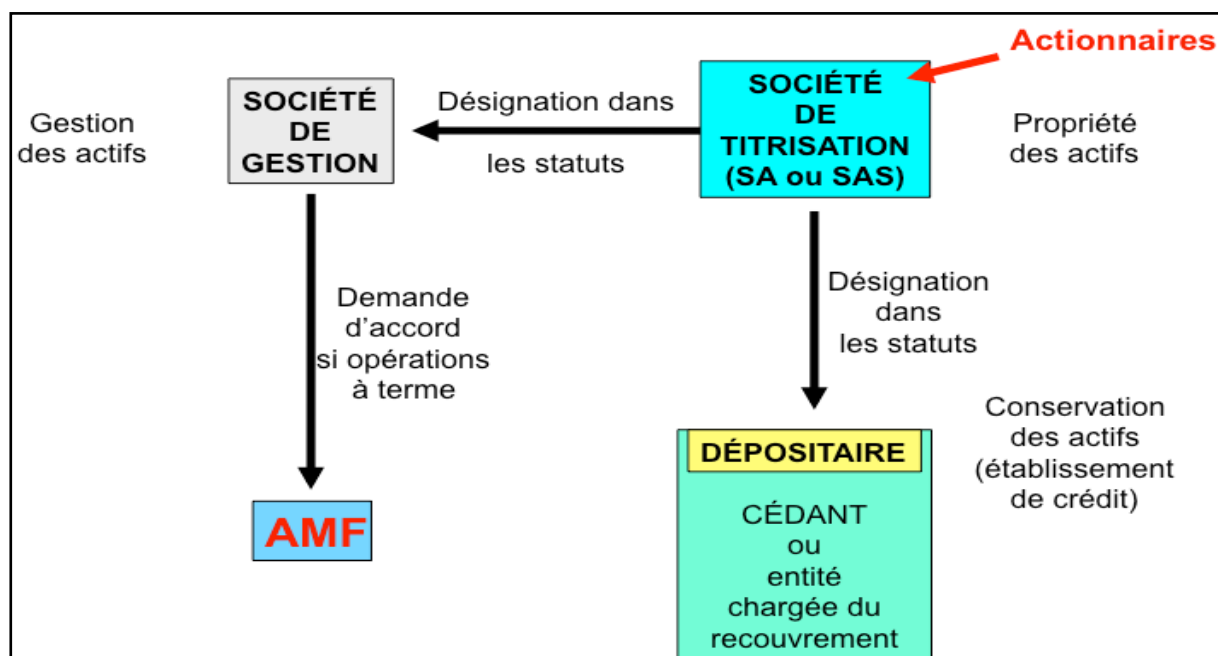 Actionnaires
SOCIÉTÉ
DE
GESTION
Gestion
des actifs
Désignation dans
les statuts
SOCIÉTÉ
DE
TITRISATION
(SA ou SAS)
Propriété
des actifs
Demande
d'accord
si opérations
à terme
Désignation
dans
les statuts
AMF
DÉPOSITAIRE
CÉDANT
ou
entité
chargée du
recouvrement
Conservation
des actifs
(établissement
de crédit)